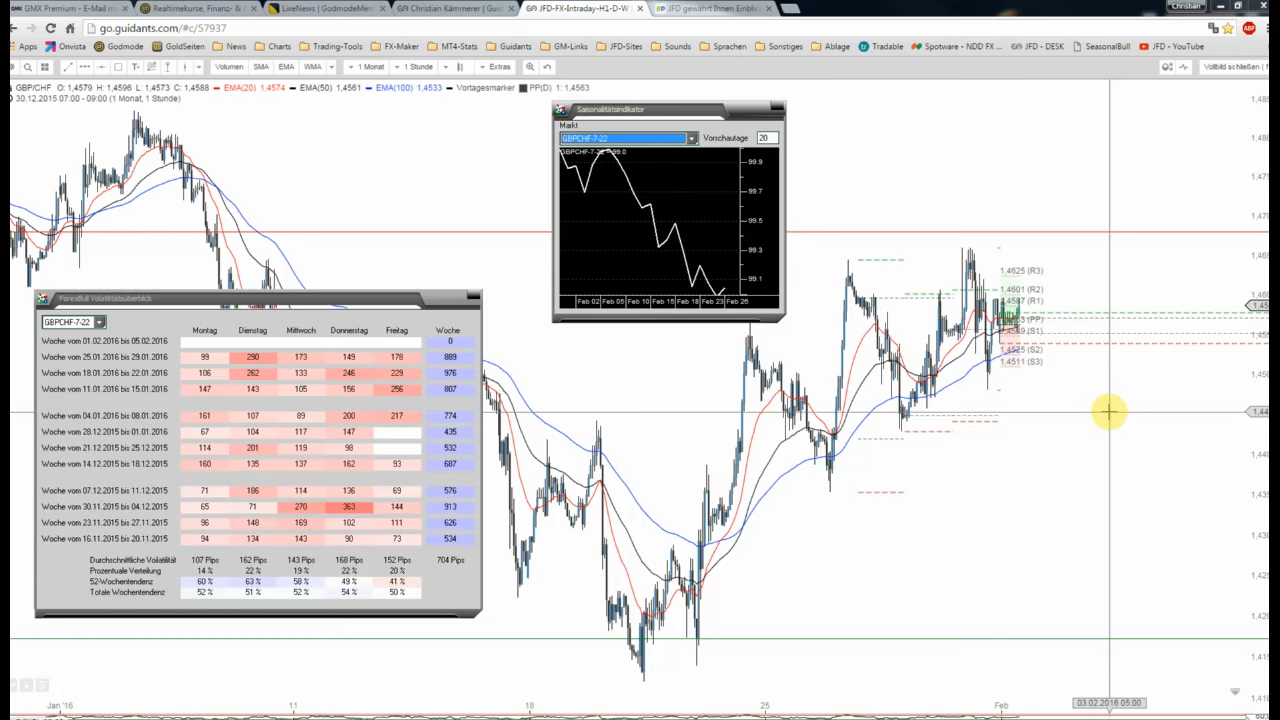 GMX Premium - E-Mail m
Realtimekurse, Finanz- &
LiveNews | GodmodeMem
Christian Kämmerer | Guid
JFD-FX-Intraday-H1-D-W
JFD gewährt Ihnen Einblic
Christian
go.guidants.com/#c/57937
Apps
Onvista
Godmode
GoldSeiten
News
Charts
Trading-Tools
FX-Maker
MT4-Stats
Guidants
GM-Links
JFD-Sites
Sounds
Sprachen
Sonstiges
Ablage
Tradable
Spotware - NDD FX ...
JFD - DESK
SeasonalBull
JFD - YouTube
Volumen
SMA
EMA
WMA
1 Monat
1 Stunde
Extras
Vollbild schließen (
GBP/CHF O: 1,4579 H: 1,4596 L: 1,4573 C: 1,4588 EMA(20) 1,4574 EMA(50) 1,4561 EMA(100) 1,4533 Vortagesmarker PP(D) 1: 1,4563
30.12.2015 07:00 - 09:00 (1 Monat, 1 Stunde)
Saisonalitätsindikator
Markt
GBPCHF-7-22 Vorschautage 20
GBPCHF-7-22 = 99.0
99.9
99.7
99.5
99.3
99.1
Feb 02 Feb 05 Feb 10 Feb 15 Feb 18 Feb 23 Feb 26
1,4625 (R3)
1,4601 (R2)
1,4587 (R1)
(PP)
(S1)
1,4525 (S2)
1,4511 (S3)
ForexBull Volatilitätsüberblick
GBPCHF-7-22
Montag Dienstag Mittwoch Donnerstag Freitag Woche
Woche vom 01.02.2016 bis 05.02.2016 0
Woche vom 25.01.2016 bis 29.01.2016 99 290 173 149 178 889
Woche vom 18.01.2016 bis 22.01.2016 106 262 133 246 229 976
Woche vom 11.01.2016 bis 15.01.2016 147 143 105 156 256 807
Woche vom 04.01.2016 bis 08.01.2016 161 107 89 200 217 774
Woche vom 28.12.2015 bis 01.01.2016 67 104 117 147 435
Woche vom 21.12.2015 bis 25.12.2015 114 201 119 98 532
Woche vom 14.12.2015 bis 18.12.2015 160 135 137 162 93 687
Woche vom 07.12.2015 bis 11.12.2015 71 186 114 136 69 576
Woche vom 30.11.2015 bis 04.12.2015 65 71 270 363 144 913
Woche vom 23.11.2015 bis 27.11.2015 96 148 169 102 111 626
Woche vom 16.11.2015 bis 20.11.2015 94 134 143 90 73 534
Durchschnittliche Volatilität 107 Pips 162 Pips 143 Pips 168 Pips 152 Pips 704 Pips
Prozentuale Verteilung 14 % 22 % 19 % 22 % 20 %
52-Wochentendenz 60 % 63 % 58 % 49 % 41 %
Totale Wochentendenz 52 % 51 % 52 % 54 % 50 %
Jan '16
11
18
25
Feb
03.02.2016 05:00